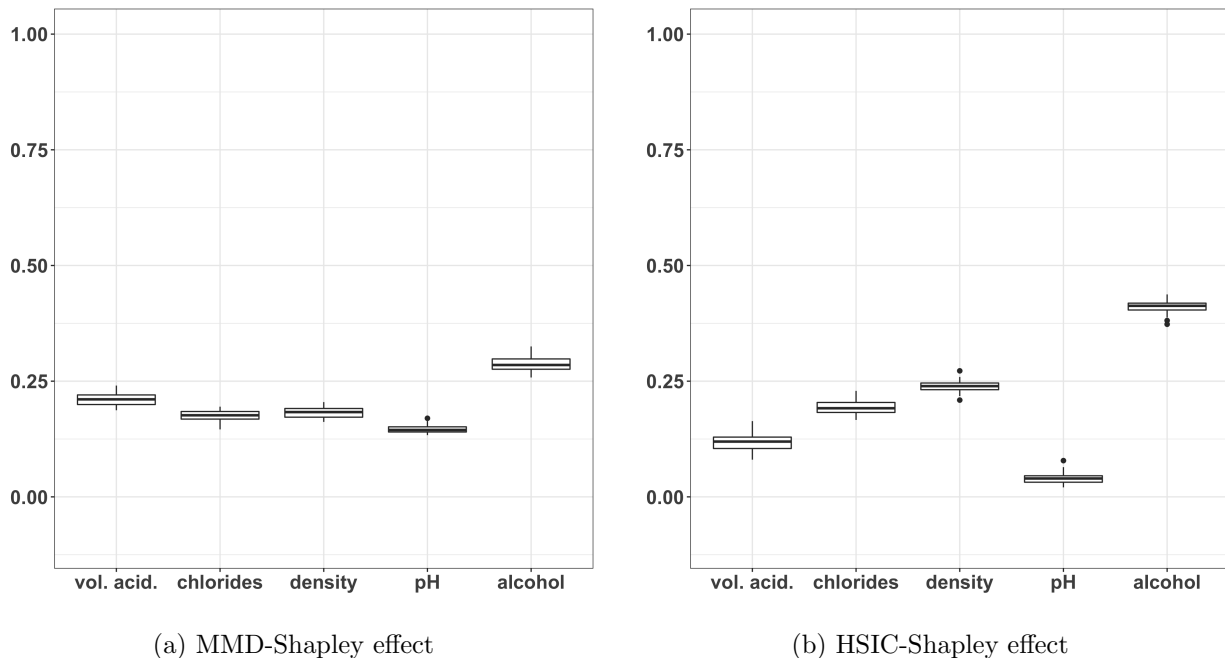 1.00
0.75
0.50
0.25
0.00
vol. acid. chlorides density pH alcohol
(a) MMD-Shapley effect
1.00
0.75
0.50
0.25
0.00
vol. acid. chlorides density pH alcohol
(b) HSIC-Shapley effect